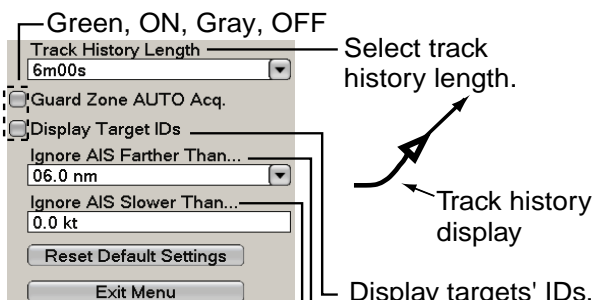 Green, ON, Gray, OFF
Track History Length
6m00s
Select track
history length.
Guard Zone AUTO Acq.
Display Target IDs
Ignore AIS Farther Than...
06.0 nm
Ignore AIS Slower Than...
0.0 kt
Track history
display
Reset Default Settings
Exit Menu
Display targets' IDs.